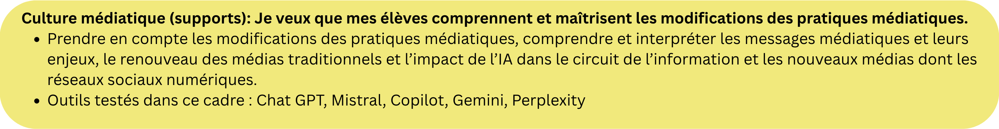 Culture médiatique (supports): Je veux que mes élèves comprennent et maîtrisent les modifications des pratiques médiatiques.
• Prendre en compte les modifications des pratiques médiatiques, comprendre et interpréter les messages médiatiques et leurs
enjeux, le renouveau des médias traditionnels et l’impact de l’IA dans le circuit de l’information et les nouveaux médias dont les
réseaux sociaux numériques.
• Outils testés dans ce cadre : Chat GPT, Mistral, Copilot, Gemini, Perplexity